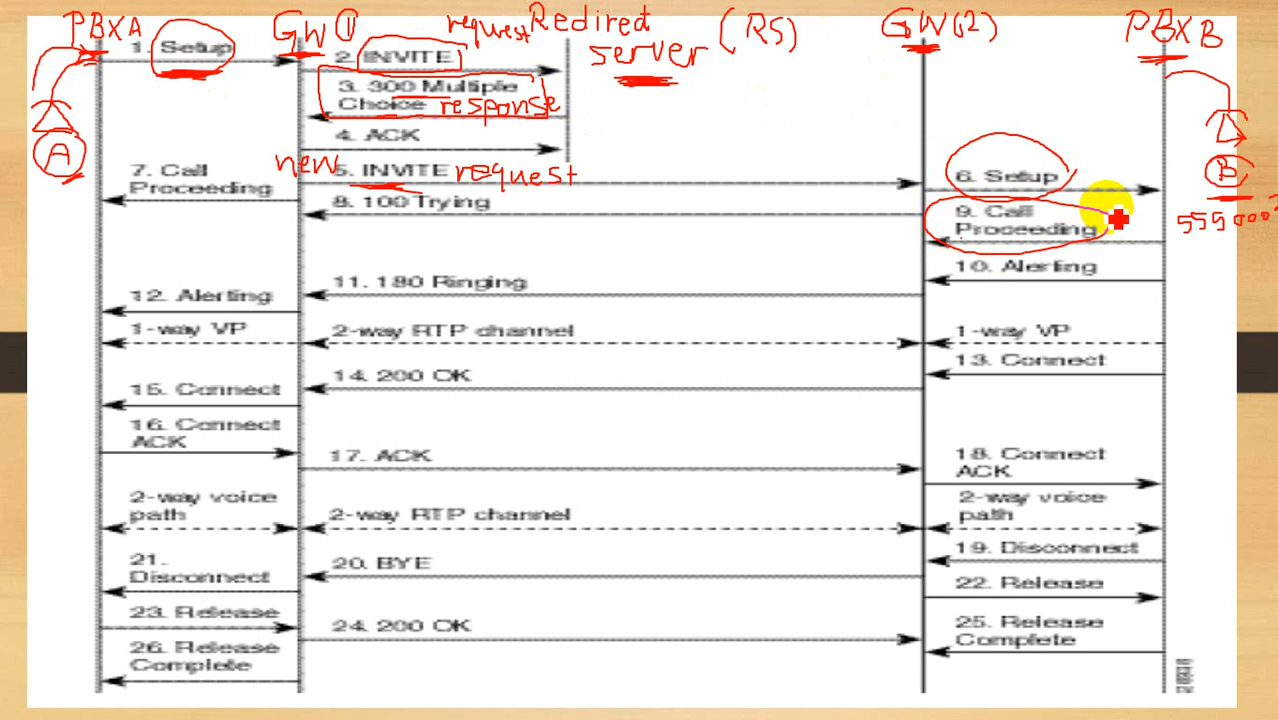 PBXA GW① request Redired (RS) GW(2) PBXB
server
1. Setup
2. INVITE
3. 300 Multiple
Choice response
4. ACK
A
new 5. INVITE request
6. Setup
B
7. Call
Proceeding
8. 100 Trying
9. Call
Proceeding
10. Alerting
11. 180 Ringing
12. Alerting
1-way VP 2-way RTP channel 1-way VP
13. Connect
14. 200 OK
15. Connect
16. Connect
ACK
17. ACK
18. Connect
ACK
2-way voice
path
2-way RTP channel
2-way voice
path
19. Disconnect
20. BYE
21.
Disconnect
22. Release
23. Release
24. 200 OK
25. Release
Complete
26. Release
Complete